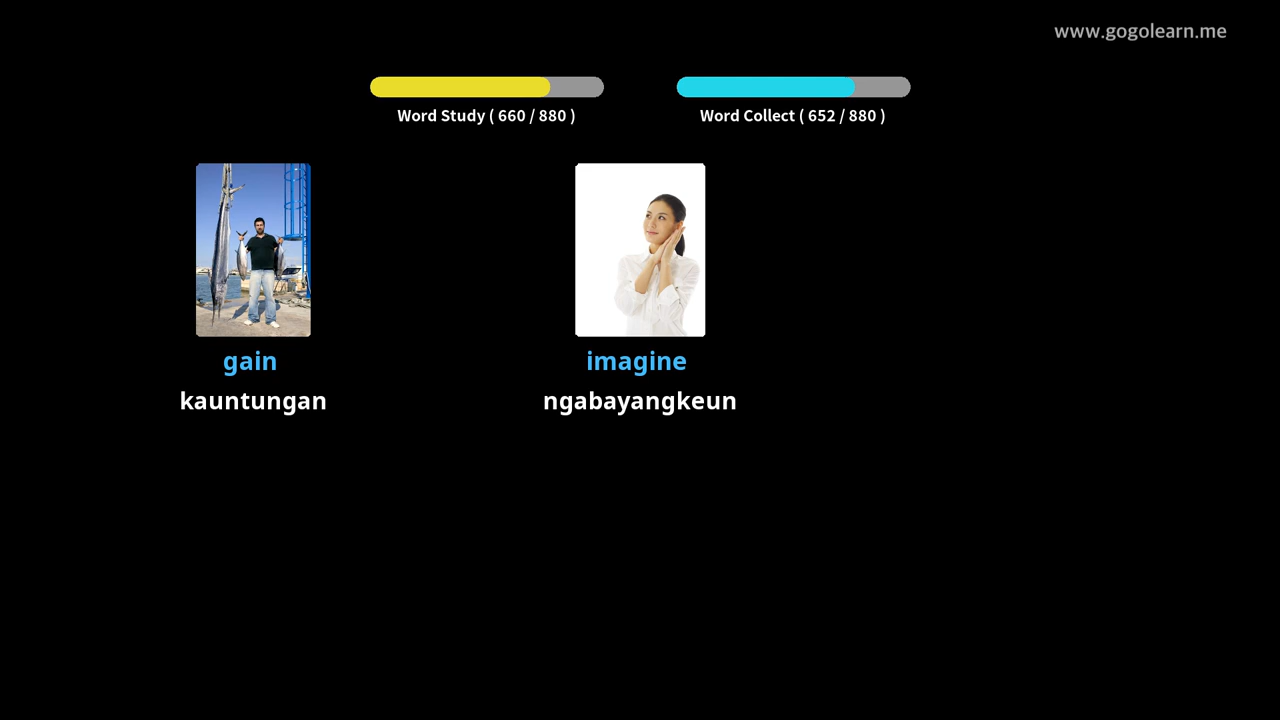 www.gogolearn.me
Word Study ( 660 / 880 )
Word Collect ( 652 / 880 )
gain
kauntungan
imagine
ngabayangkeun